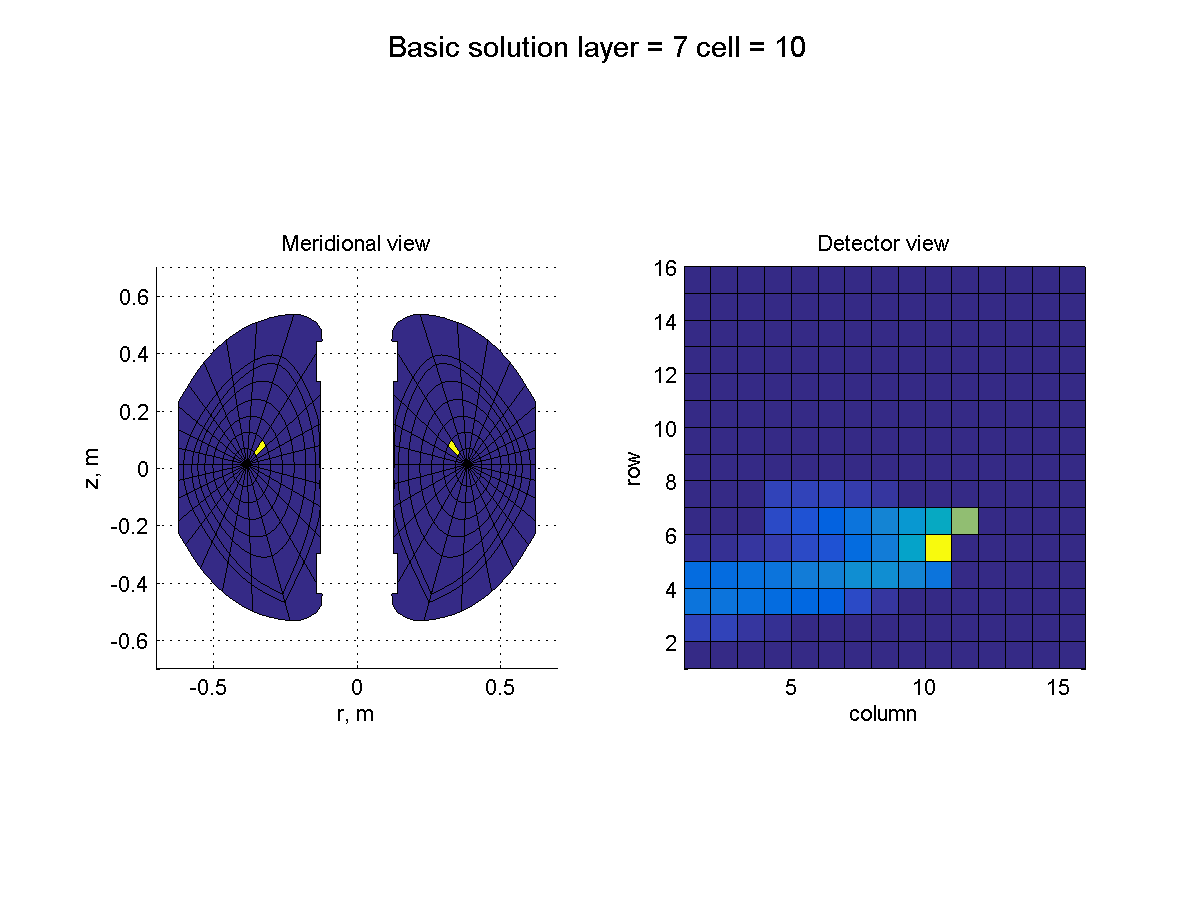 Basic solution layer = 7 cell = 10
Meridional view
0.6
0.4
0.2
0
-0.2
-0.4
-0.6
z, m
-0.5 0 0.5
r, m
Detector view
16
14
12
10
8
6
4
2
row
5 10 15
column